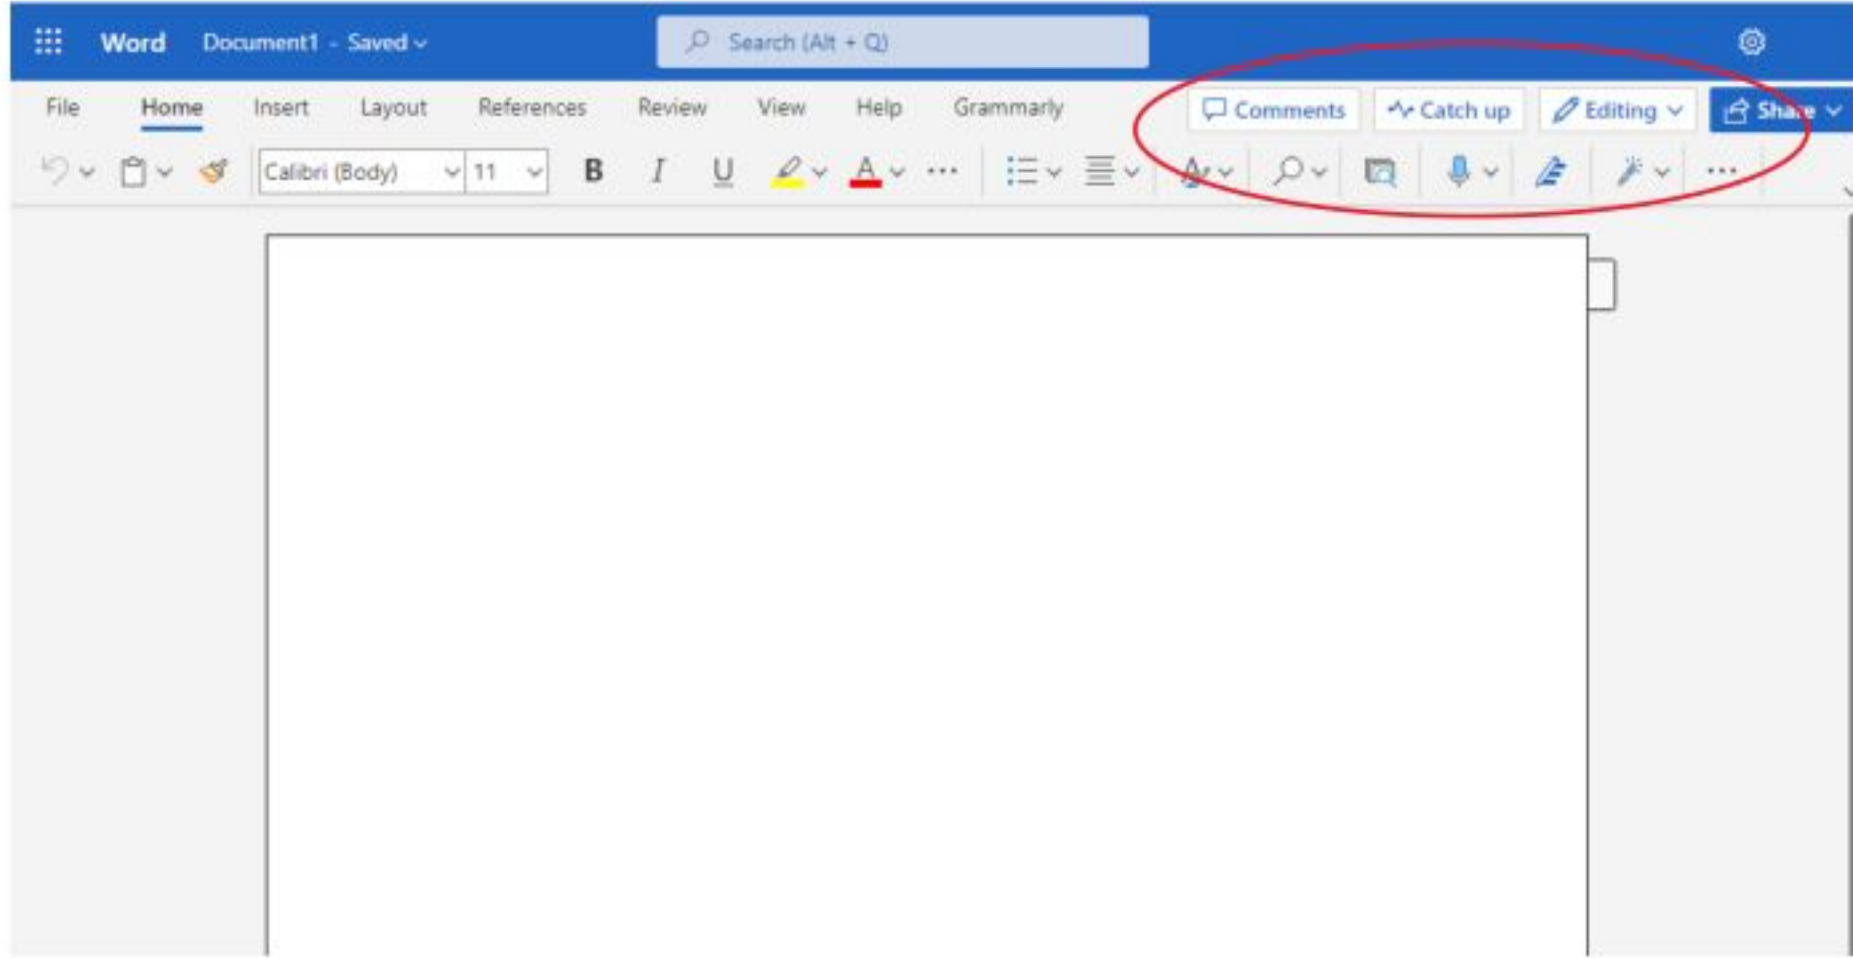 Word Document1 - Saved Search (Alt + Q)
File Home Insert Layout References Review View Help Grammarly Comments Catch up Editing Share
Calibri (Body) 11 B I U A A